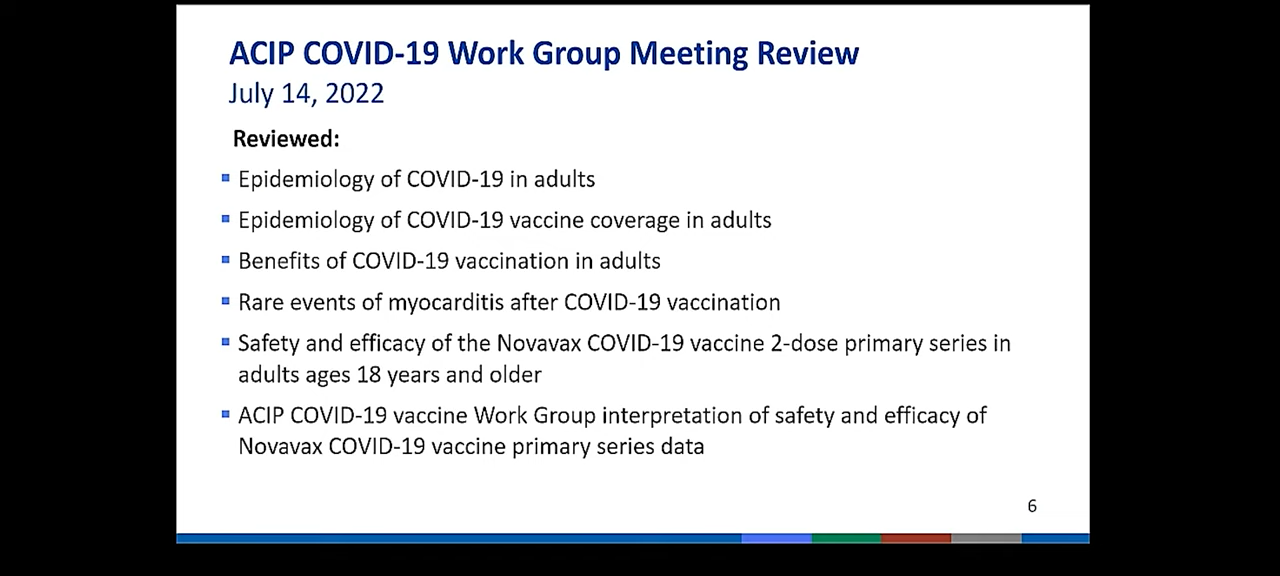 ACIP COVID-19 Work Group Meeting Review
July 14, 2022
Reviewed:
▪ Epidemiology of COVID-19 in adults
▪ Epidemiology of COVID-19 vaccine coverage in adults
▪ Benefits of COVID-19 vaccination in adults
▪ Rare events of myocarditis after COVID-19 vaccination
▪ Safety and efficacy of the Novavax COVID-19 vaccine 2-dose primary series in
adults ages 18 years and older
▪ ACIP COVID-19 vaccine Work Group interpretation of safety and efficacy of
Novavax COVID-19 vaccine primary series data
6